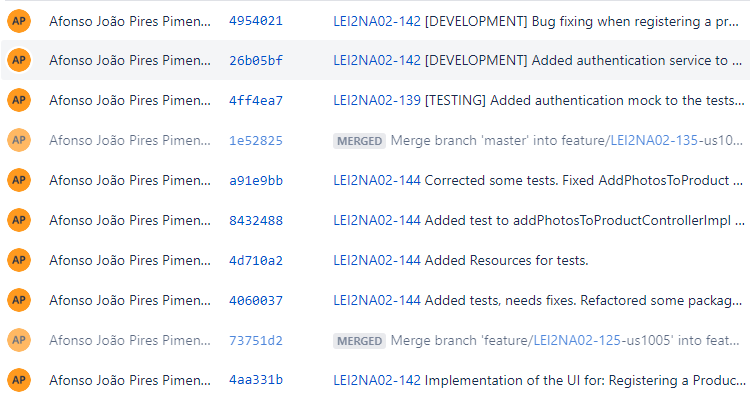 AP Afonso João Pires Pimen... 4954021 LEI2NA02-142 [DEVELOPMENT] Bug fixing when registering a pr...
AP Afonso João Pires Pimen... 26b05bf LEI2NA02-142 [DEVELOPMENT] Added authentication service to ...
AP Afonso João Pires Pimen... 4ff4ea7 LEI2NA02-139 [TESTING] Added authentication mock to the tests...
AP Afonso João Pires Pimen... 1e52825 MERGED Merge branch 'master' into feature/LEI2NA02-135-us10...
AP Afonso João Pires Pimen... a91e9bb LEI2NA02-144 Corrected some tests. Fixed AddPhotosToProduct ...
AP Afonso João Pires Pimen... 8432488 LEI2NA02-144 Added test to addPhotosToProductControllerImpl ...
AP Afonso João Pires Pimen... 4d710a2 LEI2NA02-144 Added Resources for tests.
AP Afonso João Pires Pimen... 4060037 LEI2NA02-144 Added tests, needs fixes. Refactored some packag...
AP Afonso João Pires Pimen... 73751d2 MERGED Merge branch 'feature/LEI2NA02-125-us1005' into feat...
AP Afonso João Pires Pimen... 4aa331b LEI2NA02-142 Implementation of the UI for: Registering a Produc...